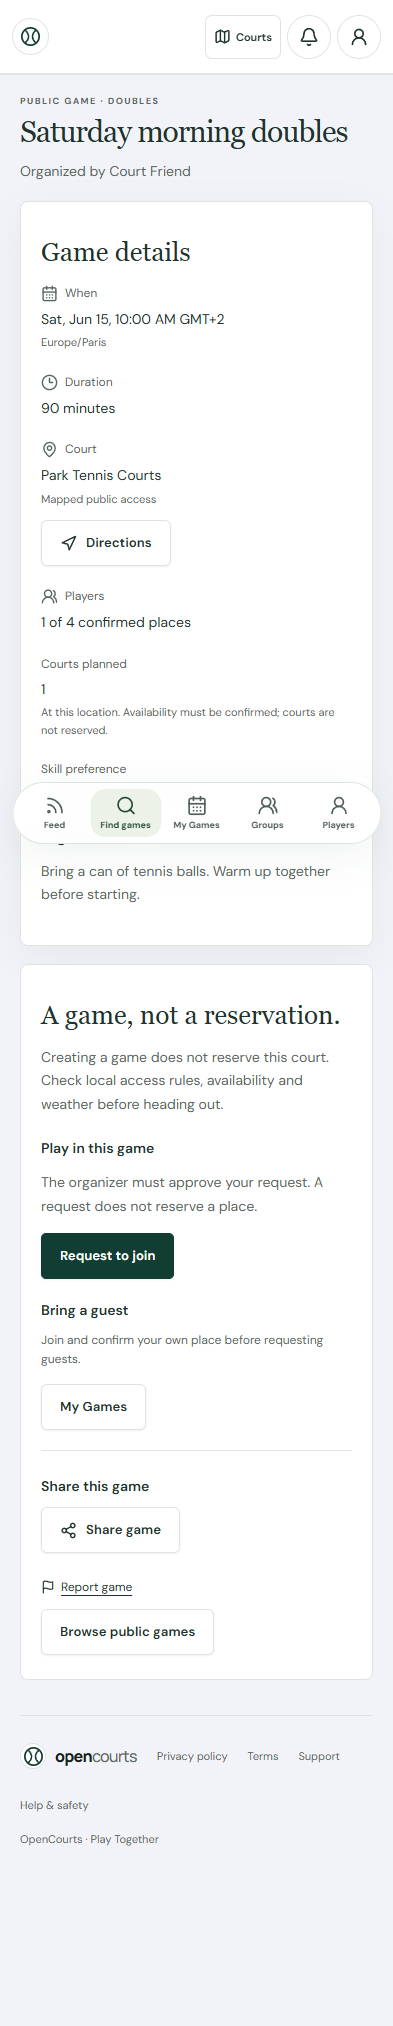 Courts
PUBLIC GAME · DOUBLES
Saturday morning doubles
Organized by Court Friend
Game details
When
Sat, Jun 15, 10:00 AM GMT+2
Europe/Paris
Duration
90 minutes
Court
Park Tennis Courts
Mapped public access
Directions
Players
1 of 4 confirmed places
Courts planned
1
At this location. Availability must be confirmed; courts are
not reserved.
Skill preference
Feed
Find games
My Games
Groups
Players
Bring a can of tennis balls. Warm up together
before starting.
A game, not a reservation.
Creating a game does not reserve this court.
Check local access rules, availability and
weather before heading out.
Play in this game
The organizer must approve your request. A
request does not reserve a place.
Request to join
Bring a guest
Join and confirm your own place before requesting
guests.
My Games
Share this game
Share game
Report game
Browse public games
opencourts
Privacy policy
Terms
Support
Help & safety
OpenCourts · Play Together